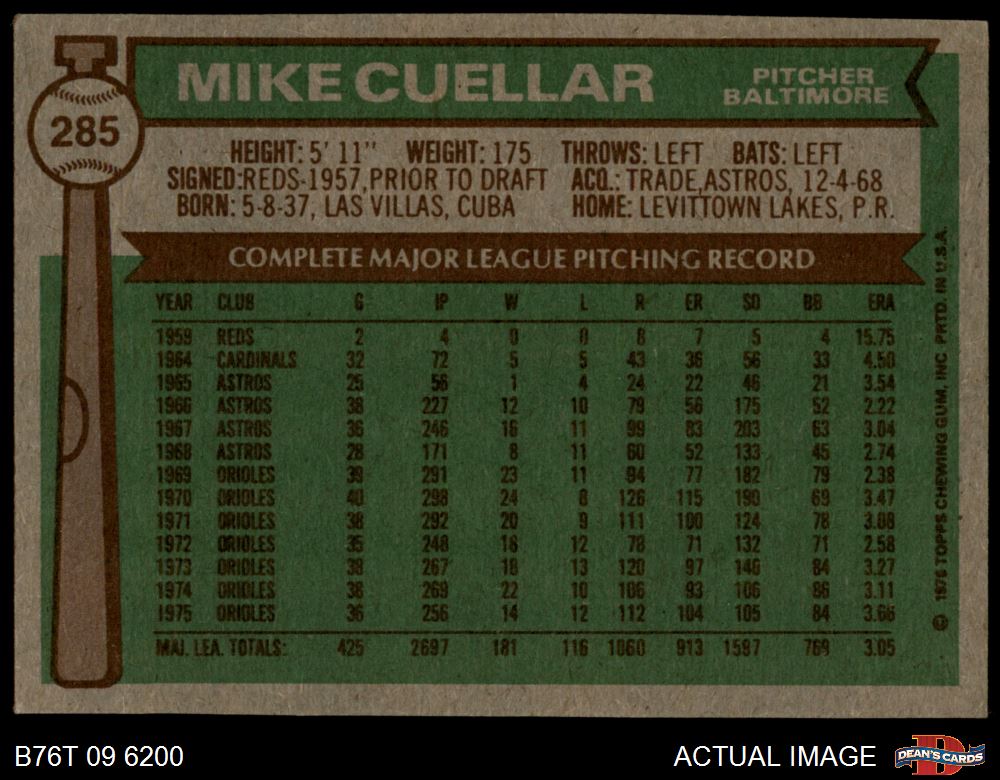 285
MIKE CUELLAR
PITCHER
BALTIMORE
HEIGHT: 5' 11" WEIGHT: 175 THROWS: LEFT BATS: LEFT
SIGNED:REDS-1957,PRIOR TO DRAFT ACQ.: TRADE,ASTROS, 12-4-68
BORN: 5-8-37, LAS VILLAS, CUBA HOME: LEVITTOWN LAKES, P.R.
COMPLETE MAJOR LEAGUE PITCHING RECORD
YEAR CLUB G IP W L R ER SO BB ERA
1959 REDS 2 4 0 0 8 7 5 4 15.75
1964 CARDINALS 32 72 5 5 43 36 56 33 4.50
1965 ASTROS 25 56 1 4 24 22 46 21 3.54
1966 ASTROS 38 227 12 10 79 56 175 52 2.22
1967 ASTROS 36 246 16 11 99 83 203 63 3.04
1968 ASTROS 28 171 8 11 60 52 133 45 2.74
1969 ORIOLES 39 291 23 11 94 77 182 79 2.38
1970 ORIOLES 40 298 24 8 126 115 190 69 3.47
1971 ORIOLES 38 292 20 9 111 100 124 78 3.08
1972 ORIOLES 35 248 18 12 78 71 132 71 2.58
1973 ORIOLES 38 267 18 13 120 97 140 84 3.27
1974 ORIOLES 38 269 22 10 106 93 106 86 3.11
1975 ORIOLES 36 256 14 12 112 104 105 84 3.66
MAJ. LEA. TOTALS: 425 2697 181 116 1060 913 1597 769 3.05
© 1976 TOPPS CHEWING GUM, INC. PRTD. IN U.S.A.
B76T 09 6200
ACTUAL IMAGE
DEAN'S CARDS